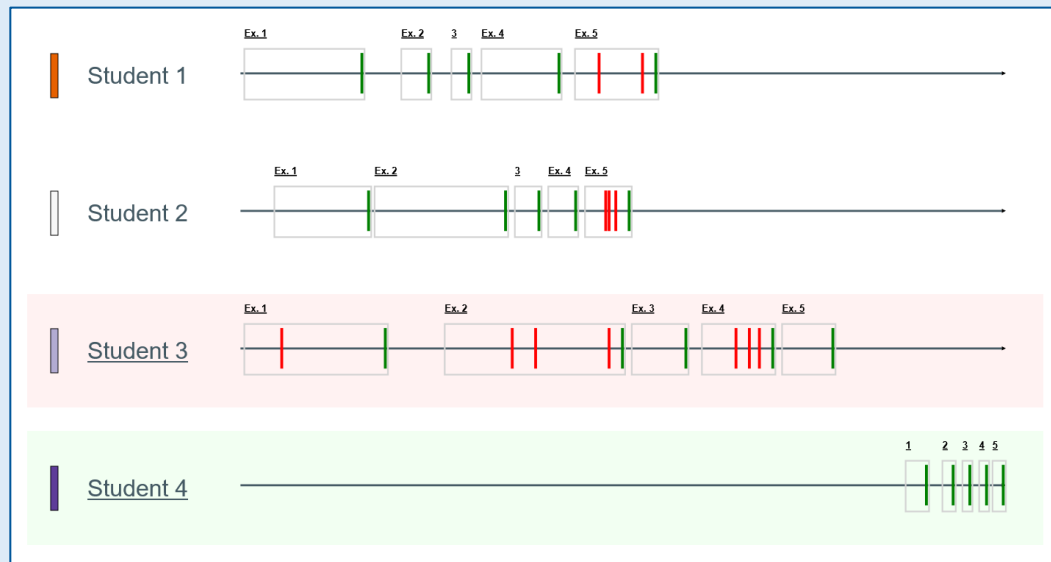 Ex. 1 Ex. 2 3 Ex. 4 Ex. 5
Student 1
Ex. 1 Ex. 2 3 Ex. 4 Ex. 5
Student 2
Ex. 1 Ex. 2 Ex. 3 Ex. 4 Ex. 5
Student 3
1 2 3 4 5
Student 4